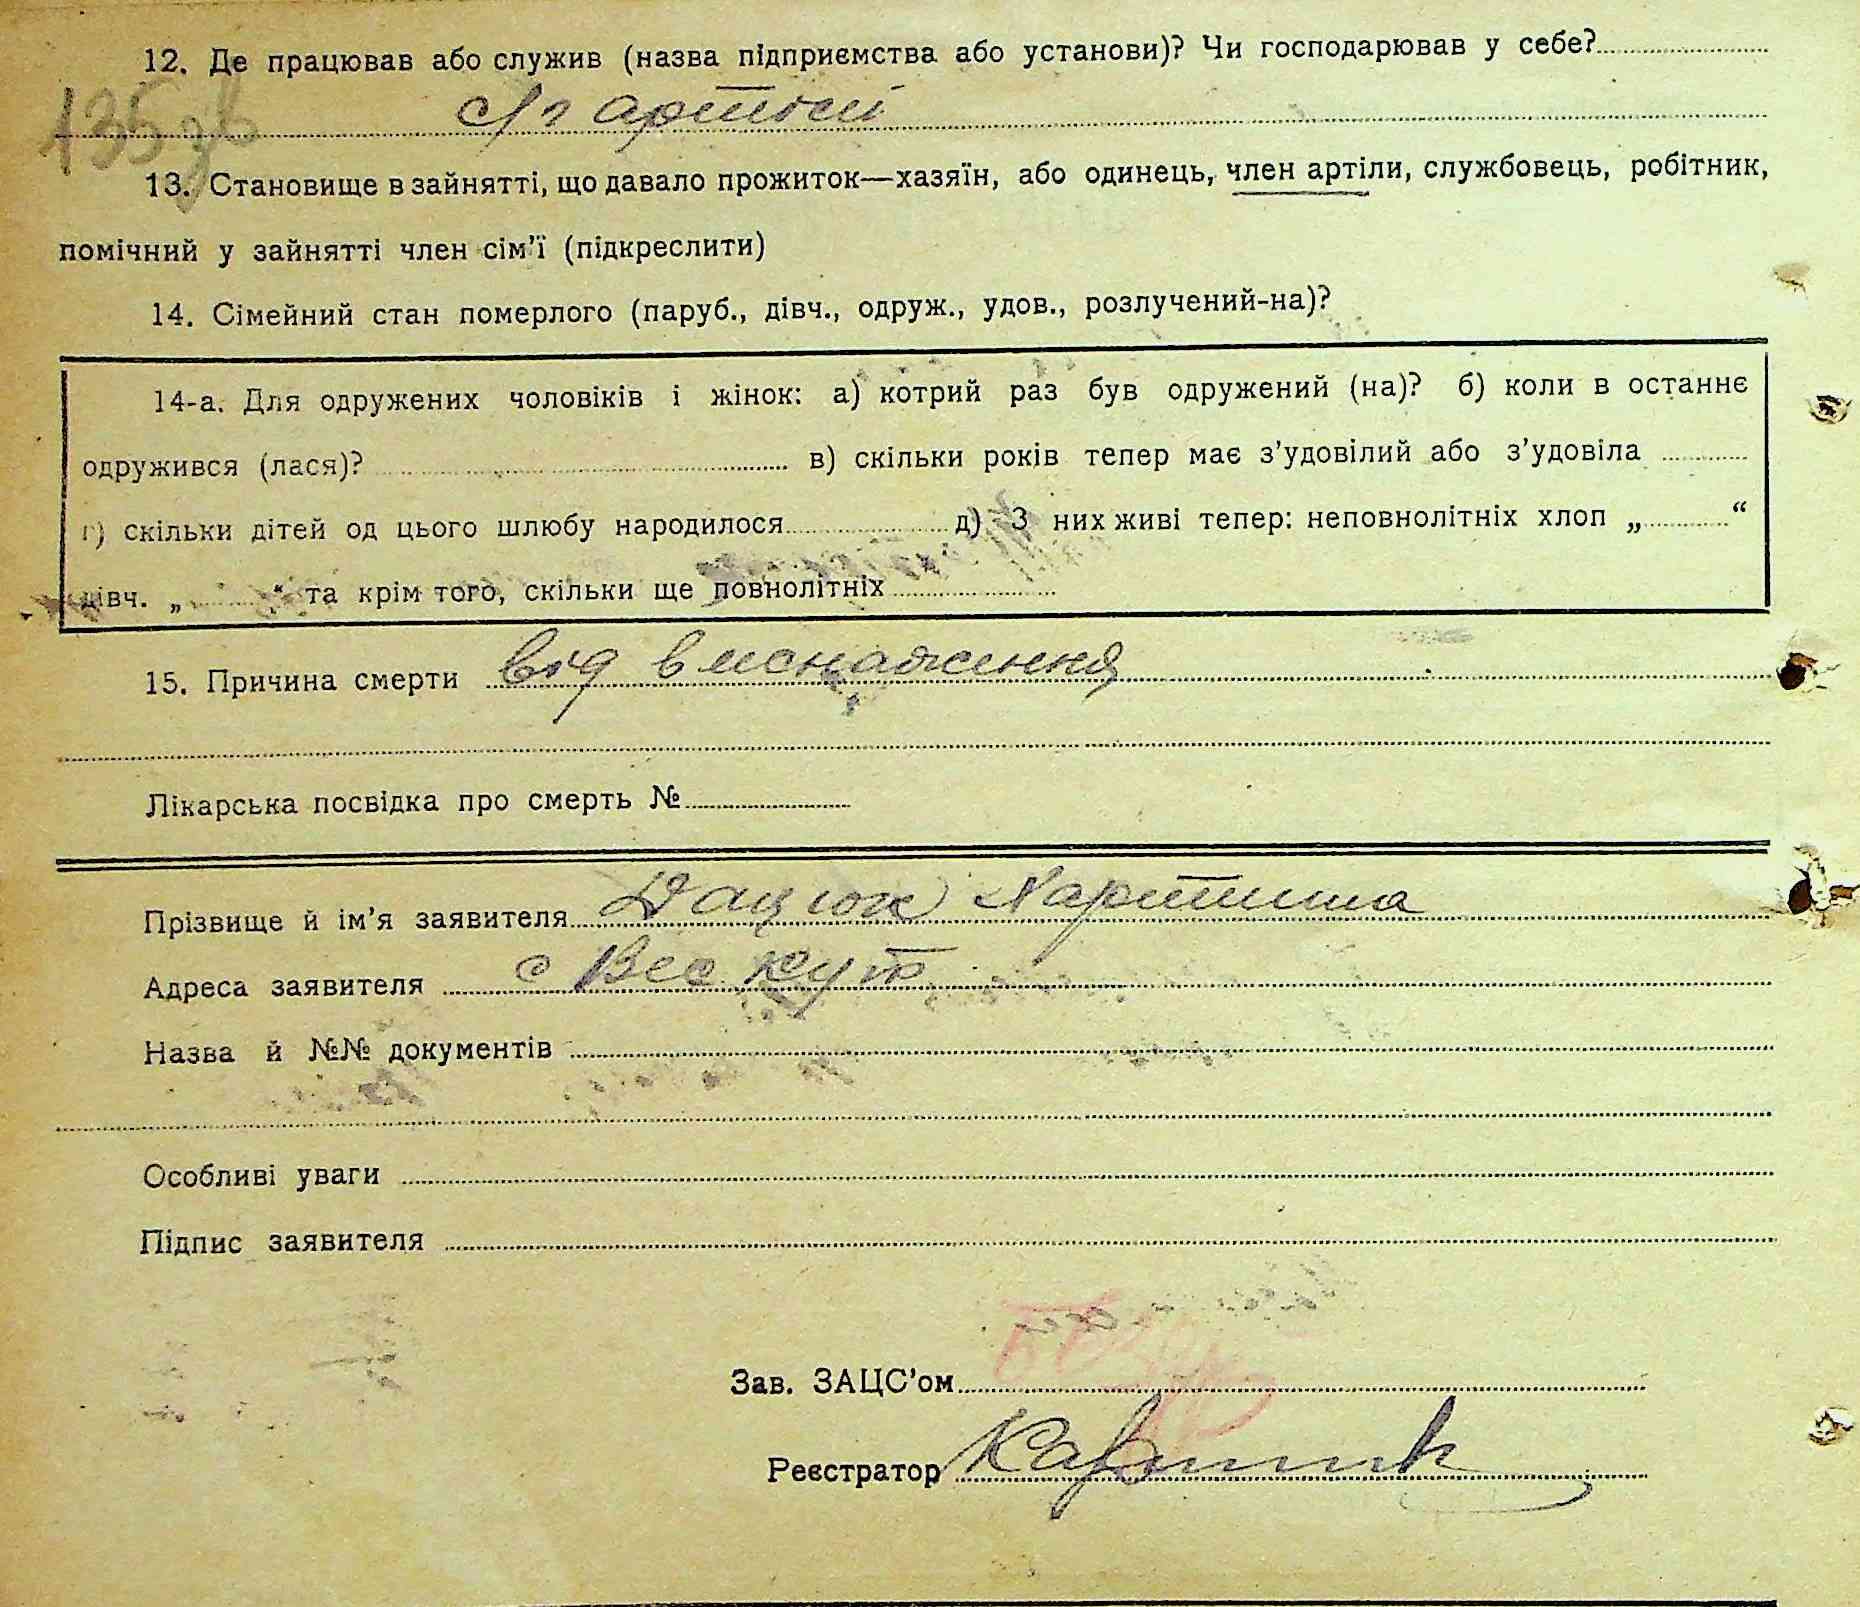 12. Де працював або служив (назва підприємства або установи)? Чи господарював у себе?
135 зв
с/г артілі
13. Становище в зайнятті, що давало прожиток—хазяїн, або одинець, член артіли, службовець, робітник,
помічний у зайнятті член сім’ї (підкреслити)
14. Сімейний стан померлого (паруб., дівч., одруж., удов., розлучений-на)?
14-а. Для одружених чоловіків і жінок: а) котрий раз був одружений (на)? б) коли в останнє
одружився (лася)? в) скільки років тепер має з’удовілий або з’удовіла
г) скільки дітей од цього шлюбу народилося д) З них живі тепер: неповнолітніх хлоп „ “
дівч. „ “ та крім того, скільки ще повнолітніх
15. Причина смерти від виснаження
Лікарська посвідка про смерть №
Прізвище й ім’я заявителя Дацюк
Адреса заявителя с Вес Кут
Назва й №№ документів
Особливі уваги
Підпис заявителя
Зав. ЗАЦС’ом
Реєстратор